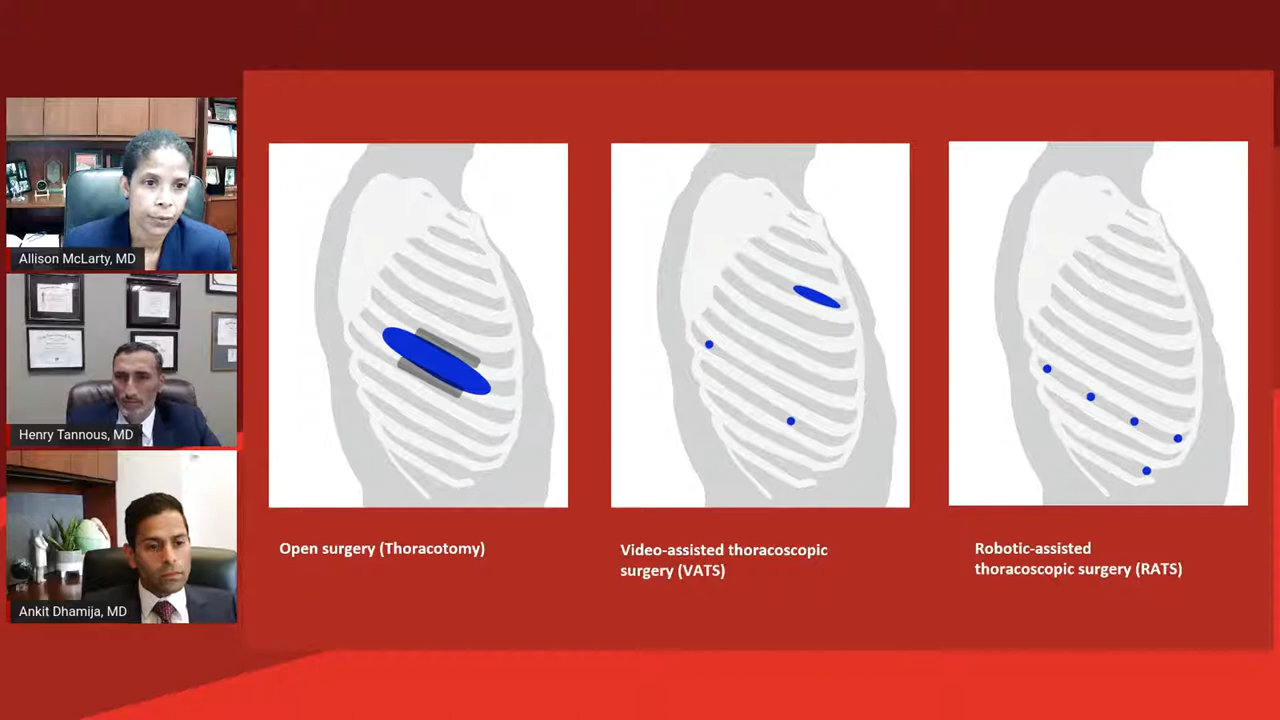 Allison McLarty, MD
Henry Tannous, MD
Ankit Dhamija, MD
Open surgery (Thoracotomy)
Video-assisted thoracoscopic
surgery (VATS)
Robotic-assisted
thoracoscopic surgery (RATS)